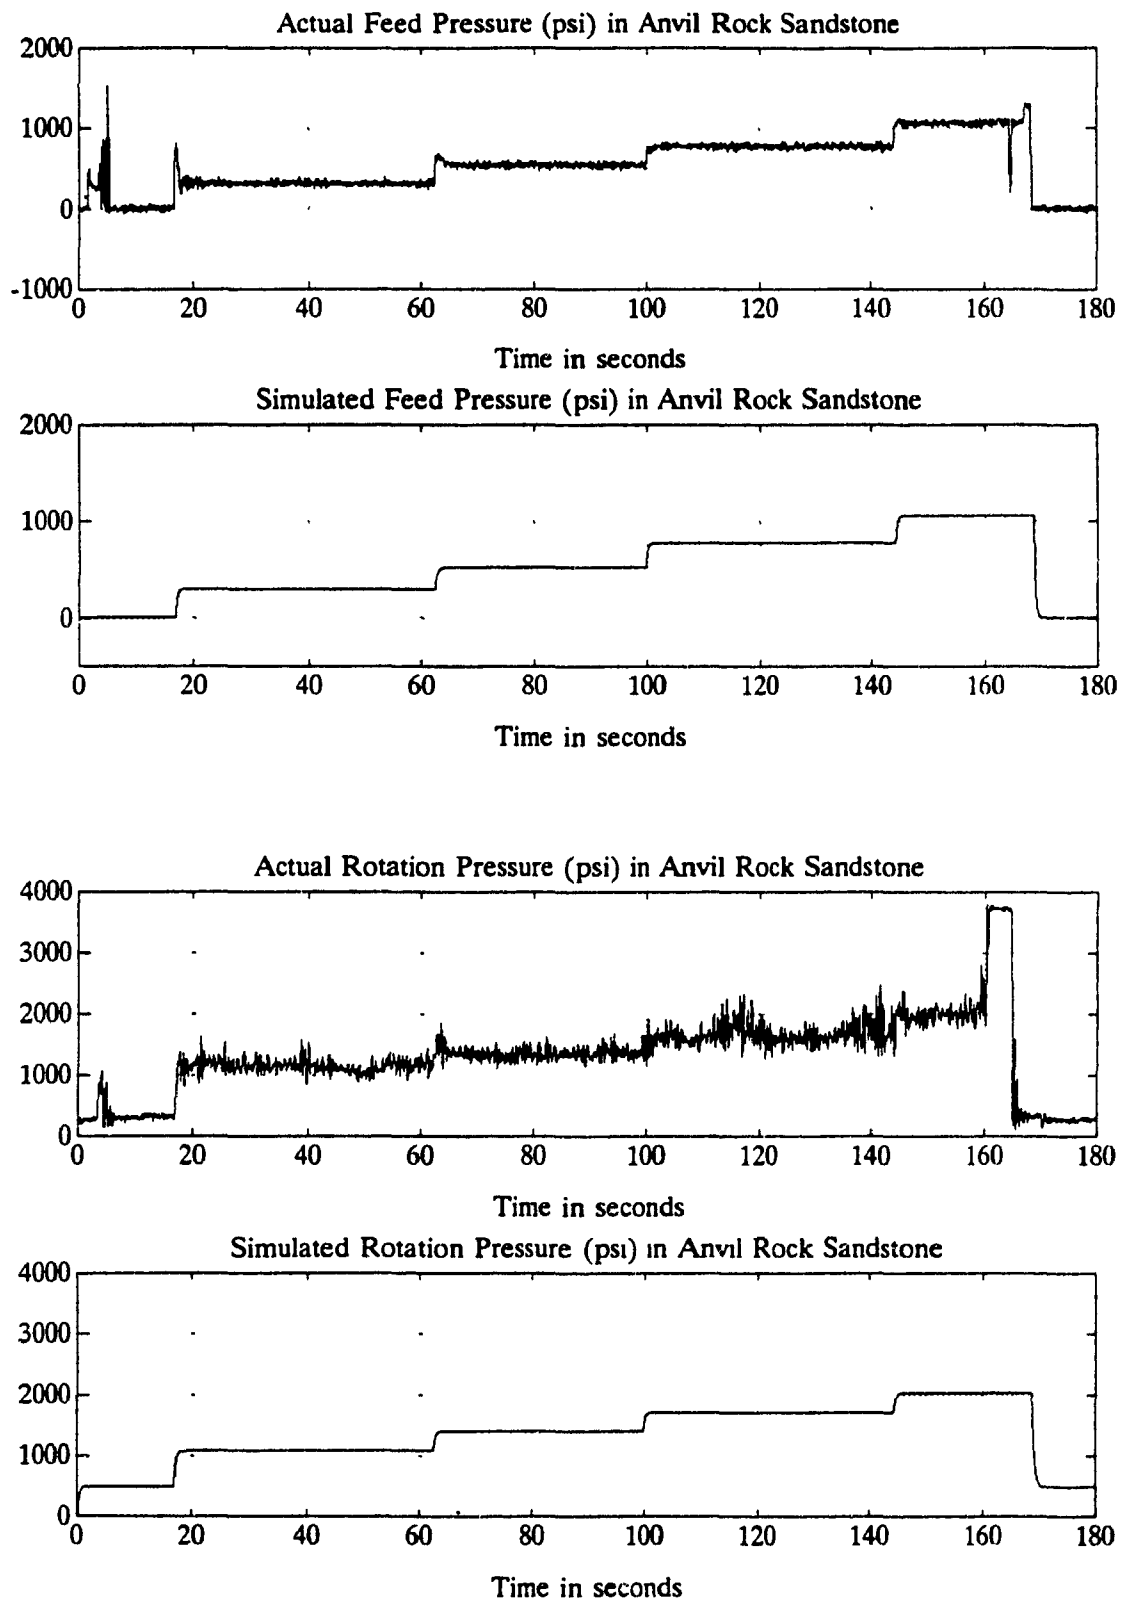 Actual Feed Pressure (psi) in Anvil Rock Sandstone
2000
1000
0
-1000
0 20 40 60 80 100 120 140 160 180
Time in seconds
Simulated Feed Pressure (psi) in Anvil Rock Sandstone
2000
1000
0
0 20 40 60 80 100 120 140 160 180
Time in seconds
Actual Rotation Pressure (psi) in Anvil Rock Sandstone
4000
3000
2000
1000
0
0 20 40 60 80 100 120 140 160 180
Time in seconds
Simulated Rotation Pressure (psi) in Anvil Rock Sandstone
4000
3000
2000
1000
0
0 20 40 60 80 100 120 140 160 180
Time in seconds